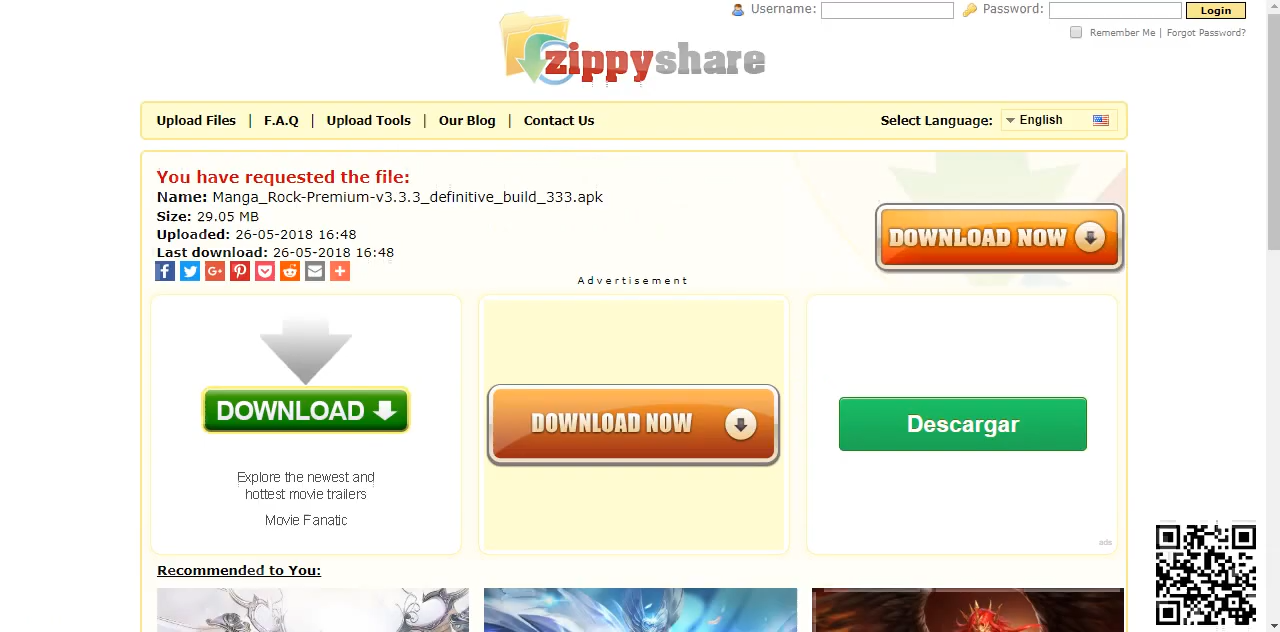 Username:
Password:
Login
Remember Me | Forgot Password?
zippyshare
Upload Files | F.A.Q | Upload Tools | Our Blog | Contact Us
Select Language: English
You have requested the file:
Name: Manga_Rock-Premium-v3.3.3_definitive_build_333.apk
Size: 29.05 MB
Uploaded: 26-05-2018 16:48
Last download: 26-05-2018 16:48
DOWNLOAD NOW
Advertisement
DOWNLOAD
Explore the newest and
hottest movie trailers
Movie Fanatic
DOWNLOAD NOW
Descargar
ads
Recommended to You: